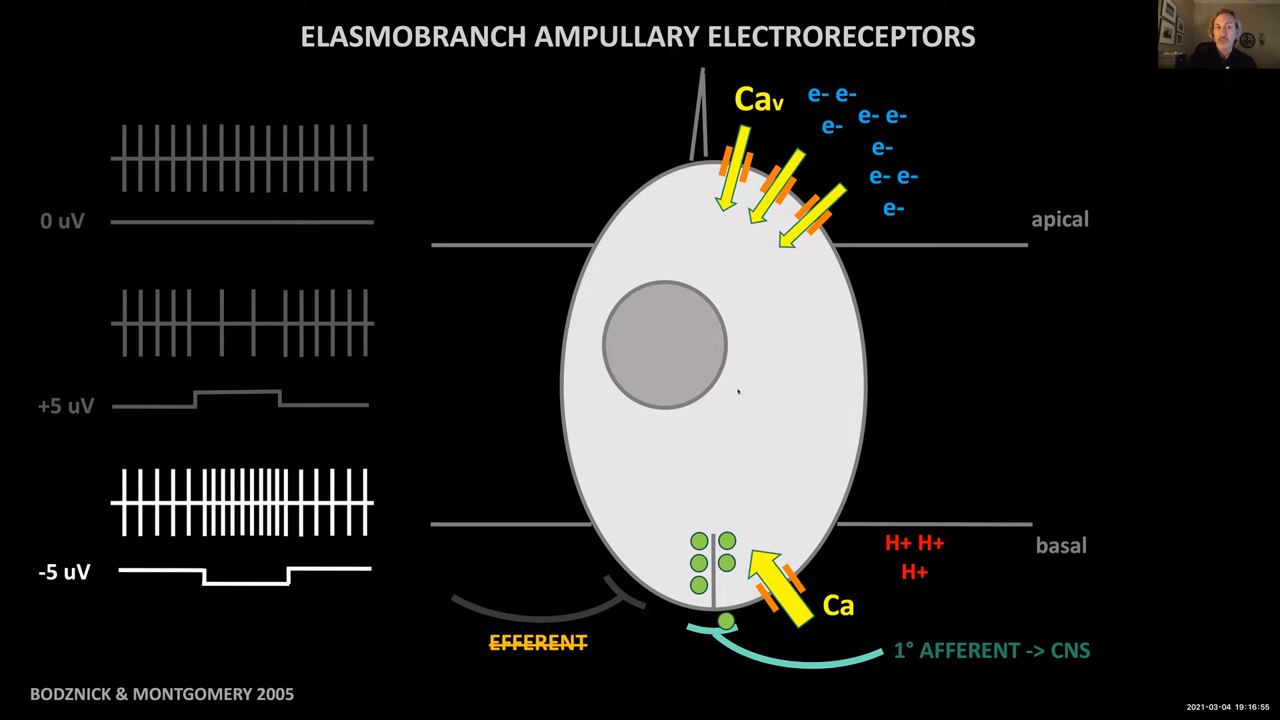 ELASMOBRANCH AMPULLARY ELECTRORECEPTORS
Cav
e- e-
e- e-
e-
e-
e- e-
e-
0 uV
apical
+5 uV
-5 uV
H+ H+
H+
basal
Ca
EFFERENT
1° AFFERENT -> CNS
BODZNICK & MONTGOMERY 2005
2021-03-04 19:16:55